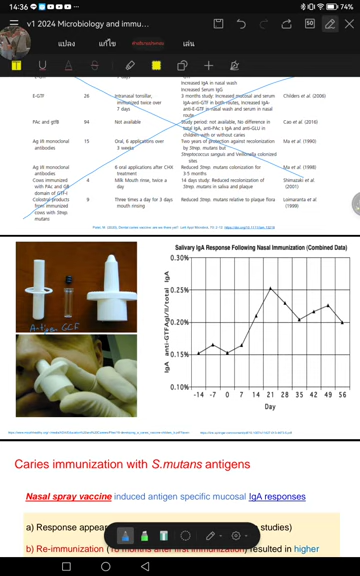 14:36
74%
v1 2024 Microbiology and immu...
50
แปลง
แก้ไข
เล่น
Increased IgA in nasal wash
Increased Serum IgG
E-GTF 26 Intranasal tonsillar, immunized twice over 7 days 3 months study: Increased mucosal and serum IgA-anti-GTF in both routes, Increased IgA-anti-E-GTF in serum and nasal in nasal route Childers (2006)
PAc and gtfB 94 Not available Study period: not available, No difference in total IgA, anti-PAc t IgA and anti-GLU in children with or without caries Cao et al (2016)
Ag I/II monoclonal antibodies 15 Oral, 6 applications over 3 weeks Two years of protection against recolonization by Strep. mutans but Streptococcus sanguis and Veillonella colonized sites Ma et al (1990)
Ag I/II monoclonal antibodies 8 oral applications after CHX treatment Reduced Strep. mutans colonization for 3-5 months Ma et al (1998)
Cows immunized with PAc and GB domain of GTF-I 4 Milk Mouth rinse, twice a day 14 days study: Reduced recolonization of Strep mutans in saliva and plaque Shimazaki et al (2001)
Colostral products from immunized cows with Strep mutans 9 Three times a day for 3 days mouth rinsing Reduced Strep. mutans relative to plaque flora Loimaranta et al (1999)
Antigen GCF
Salivary IgA Response Following Nasal Immunization (Combined Data)
IgA anti-GTF/AgI/II/total IgA
0.30%
0.25%
0.20%
0.15%
0.10%
-14 -7 0 7 14 21 28 35 42 49 56
Day
Caries immunization with S.mutans antigens
Nasal spray vaccine induced antigen specific mucosal IgA responses
a) Response appear studies)
b) Re-immunization resulted in higher